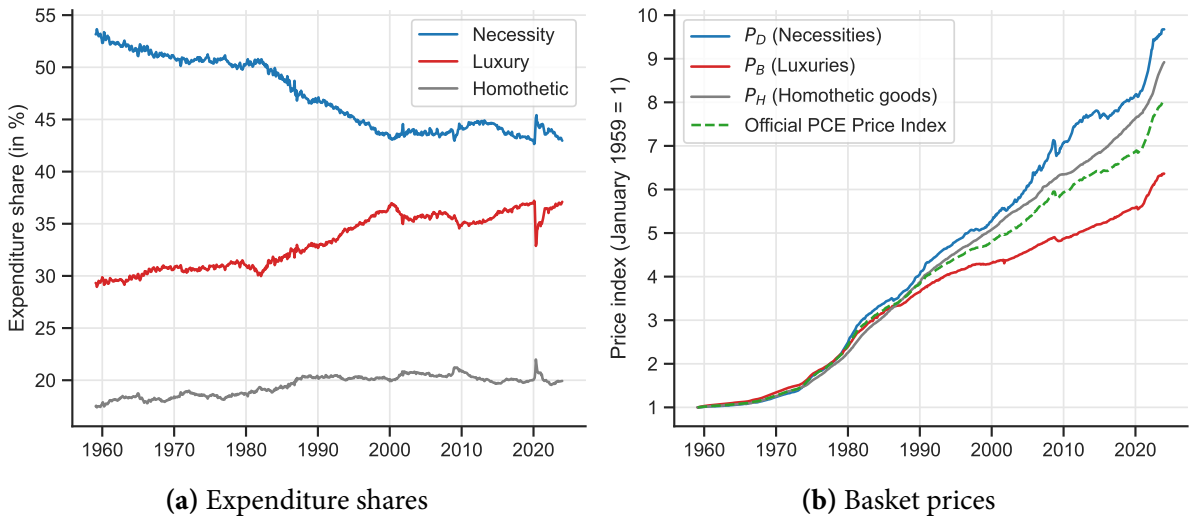 Expenditure share (in %)
55
50
45
40
35
30
25
20
1960 1970 1980 1990 2000 2010 2020
Necessity
Luxury
Homothetic
(a) Expenditure shares
Price index (January 1959 = 1)
10
9
8
7
6
5
4
3
2
1
1960 1970 1980 1990 2000 2010 2020
P_D (Necessities)
P_B (Luxuries)
P_H (Homothetic goods)
Official PCE Price Index
(b) Basket prices